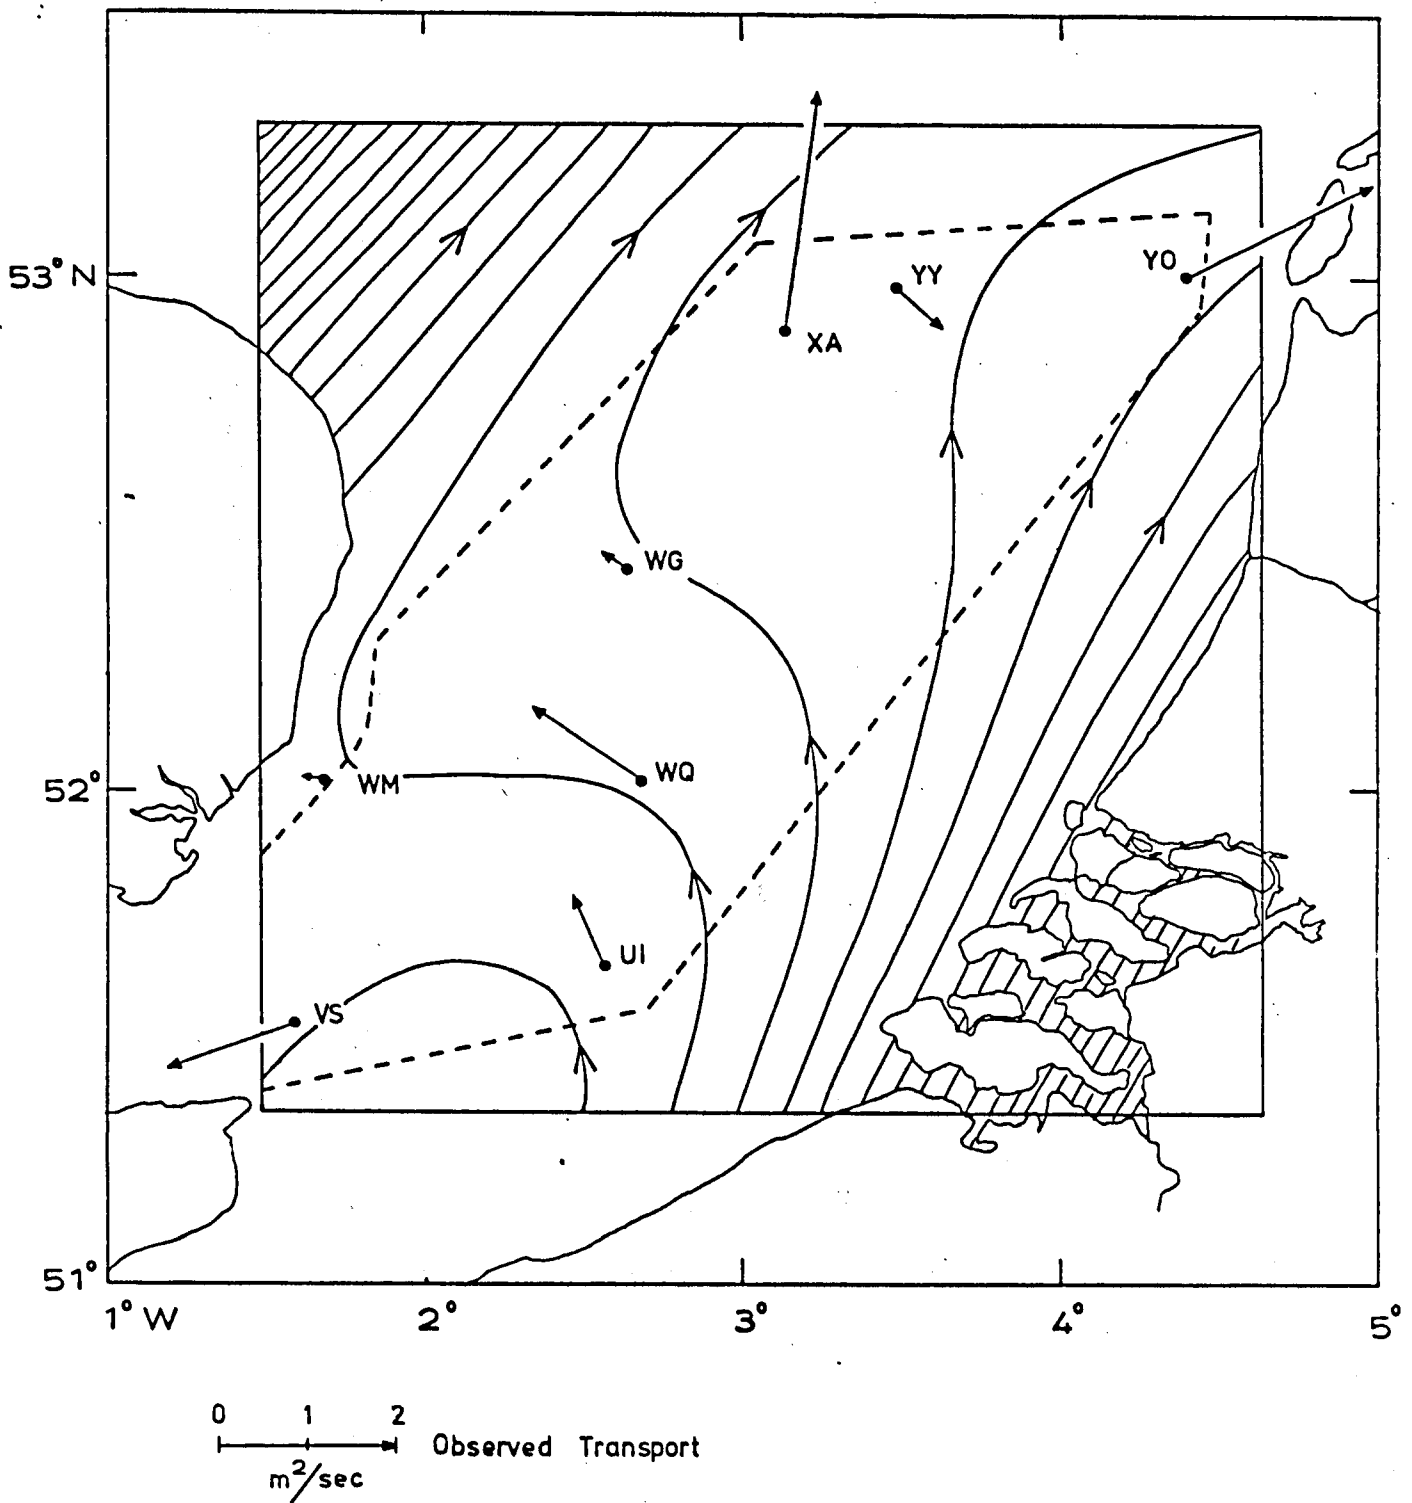 53° N
YY
YO
XA
WG
52°
WM
WQ
UI
VS
51°
1° W
2°
3°
4°
5°
0 1 2
Observed Transport
m²/sec